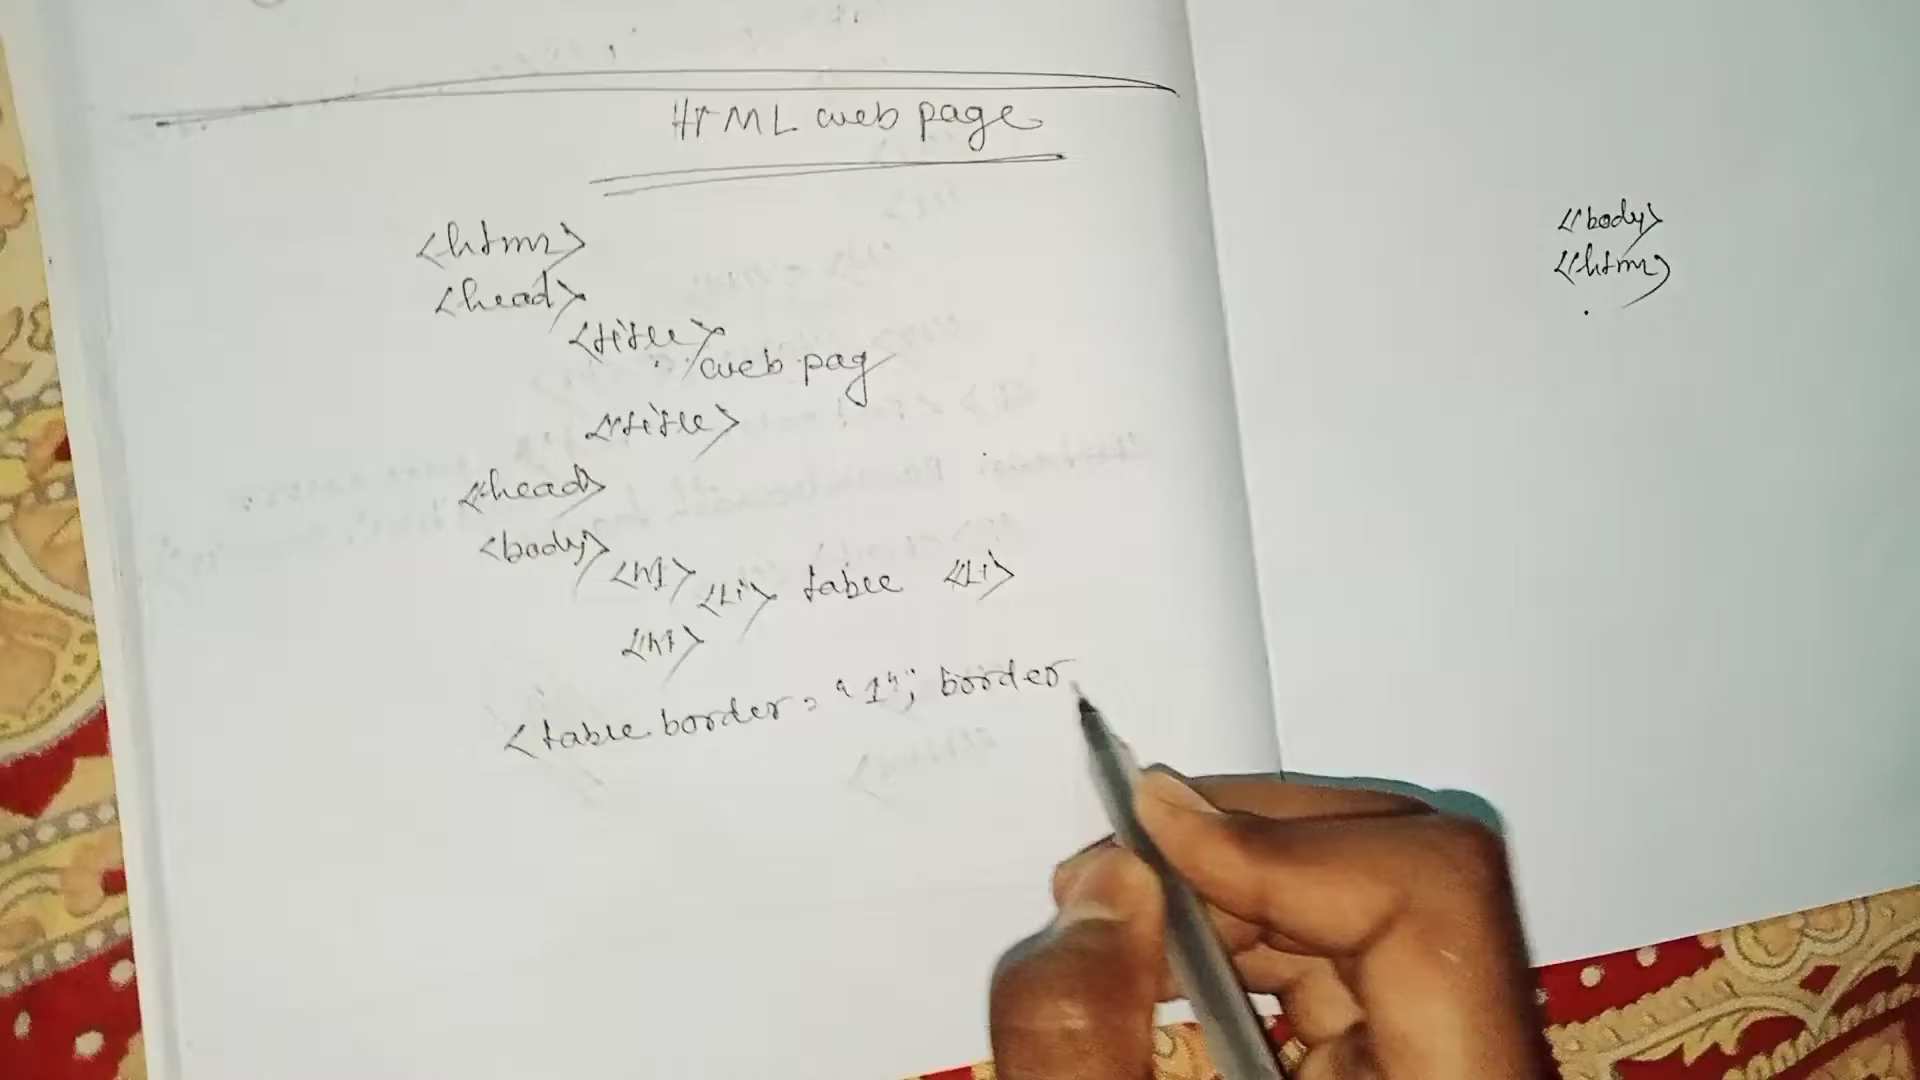 HTML web page
<html>
<head>
<title>
web pag
</title>
</head>
<body>
<h1> <Li> table </Li>
</h1>
<table border = "1"; border
</body>
</html>